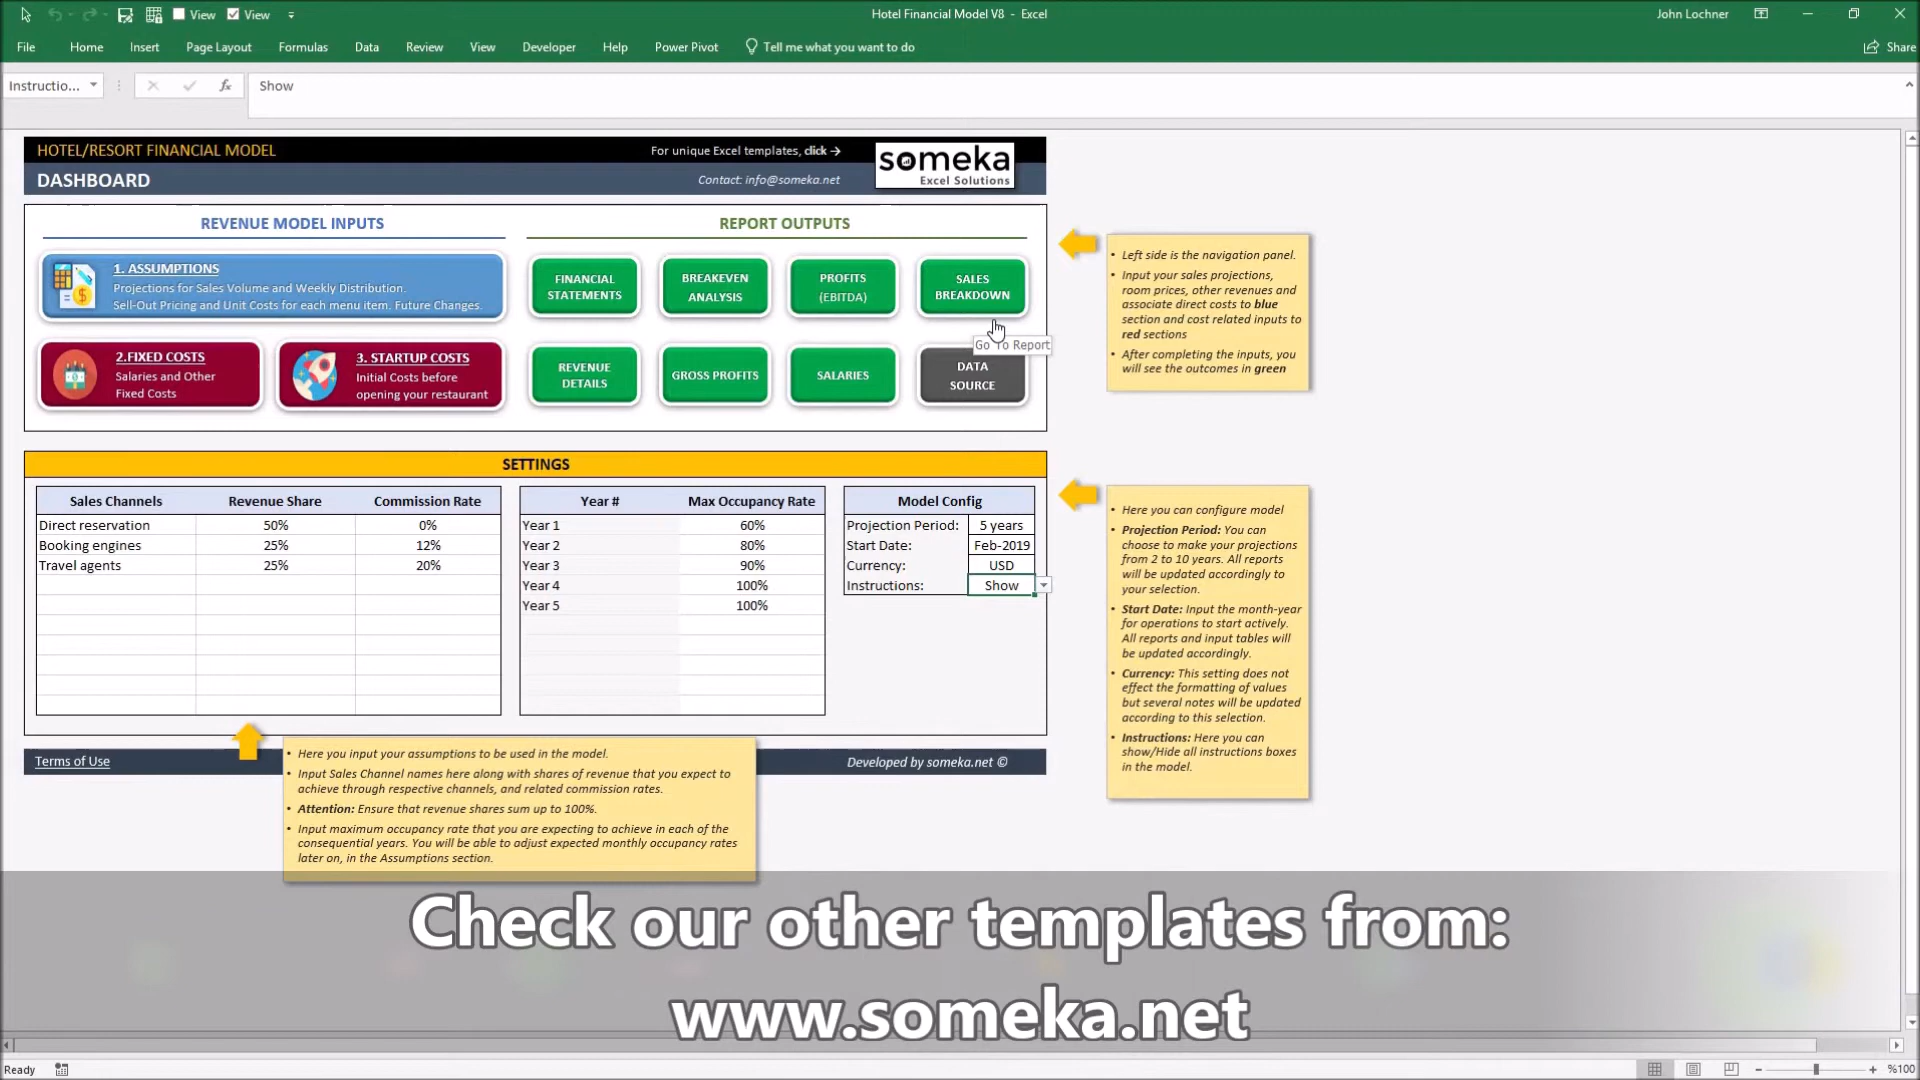 View
View
Hotel Financial Model V8 - Excel
John Lochner
File
Home
Insert
Page Layout
Formulas
Data
Review
View
Developer
Help
Power Pivot
Tell me what you want to do
Share
Instructio...
fx
Show
HOTEL/RESORT FINANCIAL MODEL
For unique Excel templates, click →
someka
Excel Solutions
DASHBOARD
Contact: info@someka.net
REVENUE MODEL INPUTS
REPORT OUTPUTS
1. ASSUMPTIONS
Projections for Sales Volume and Weekly Distribution.
Sell-Out Pricing and Unit Costs for each menu item. Future Changes.
FINANCIAL
STATEMENTS
BREAKEVEN
ANALYSIS
PROFITS
(EBITDA)
SALES
BREAKDOWN
Go To Report
2.FIXED COSTS
Salaries and Other
Fixed Costs
3. STARTUP COSTS
Initial Costs before
opening your restaurant
REVENUE
DETAILS
GROSS PROFITS
SALARIES
DATA
SOURCE
• Left side is the navigation panel.
• Input your sales projections,
room prices, other revenues and
associate direct costs to blue
section and cost related inputs to
red sections
• After completing the inputs, you
will see the outcomes in green
SETTINGS
Sales Channels Revenue Share Commission Rate
Direct reservation 50% 0%
Booking engines 25% 12%
Travel agents 25% 20%
Year # Max Occupancy Rate
Year 1 60%
Year 2 80%
Year 3 90%
Year 4 100%
Year 5 100%
Model Config
Projection Period: 5 years
Start Date: Feb-2019
Currency: USD
Instructions: Show
• Here you can configure model
• Projection Period: You can
choose to make your projections
from 2 to 10 years. All reports
will be updated accordingly to
your selection.
• Start Date: Input the month-year
for operations to start actively.
All reports and input tables will
be updated accordingly.
• Currency: This setting does not
effect the formatting of values
but several notes will be updated
according to this selection.
• Instructions: Here you can
show/Hide all instructions boxes
in the model.
Terms of Use
Developed by someka.net ©
• Here you input your assumptions to be used in the model.
• Input Sales Channel names here along with shares of revenue that you expect to
achieve through respective channels, and related commission rates.
• Attention: Ensure that revenue shares sum up to 100%.
• Input maximum occupancy rate that you are expecting to achieve in each of the
consequential years. You will be able to adjust expected monthly occupancy rates
later on, in the Assumptions section.
Check our other templates from:
www.someka.net
Ready
%100